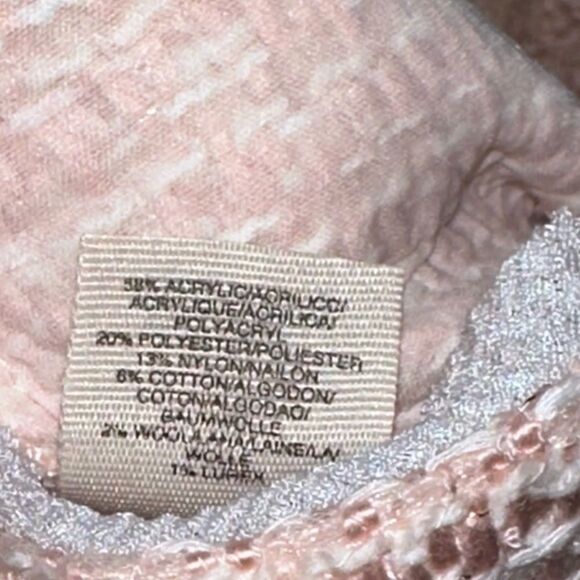 58% ACRYLIC/ACRILICO/
ACRYLIQUE/ACRILICA/
POLYACRYL
20% POLYESTER/POLIESTER
13% NYLON/NAILON
6% COTTON/ALGODON/
COTON/ALGODAO/
BAUMWOLLE
2% WOOL/LANA/LAINE/LA/
WOLLE
1% LUREX